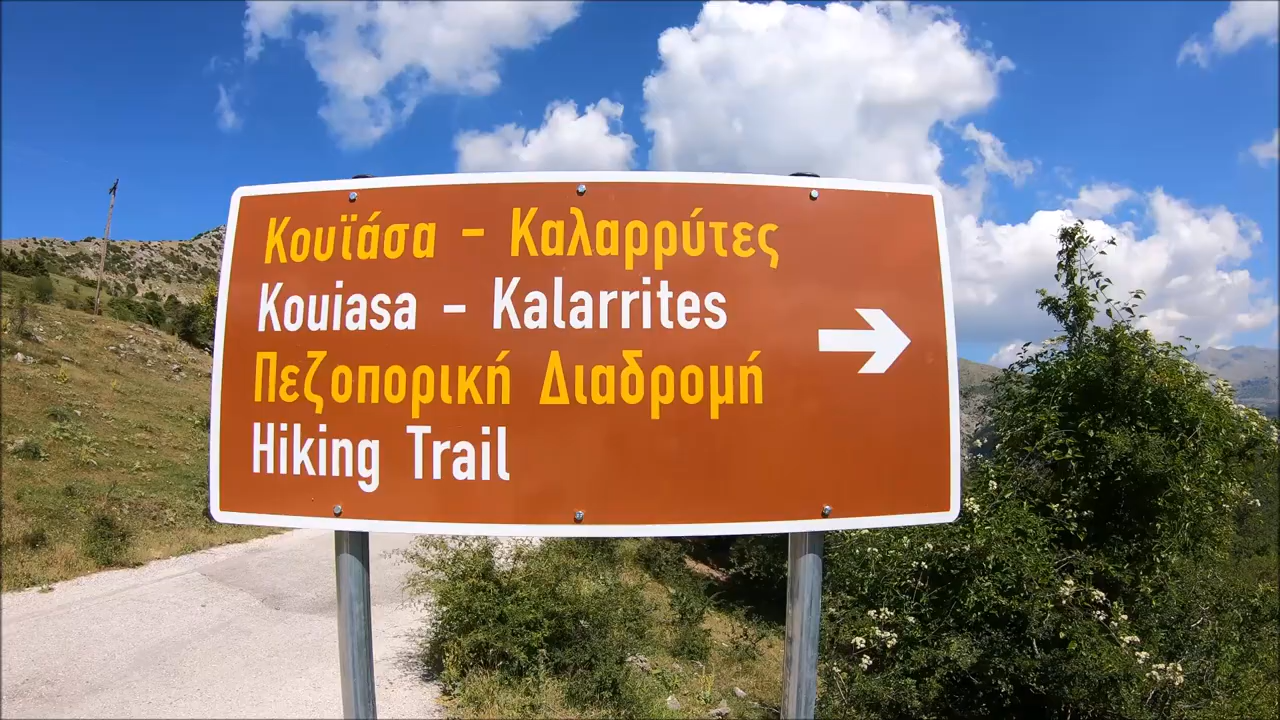 Κουϊάσα - Καλαρρύτες
Kouiasa - Kalarrites
Πεζοπορική Διαδρομή
Hiking Trail